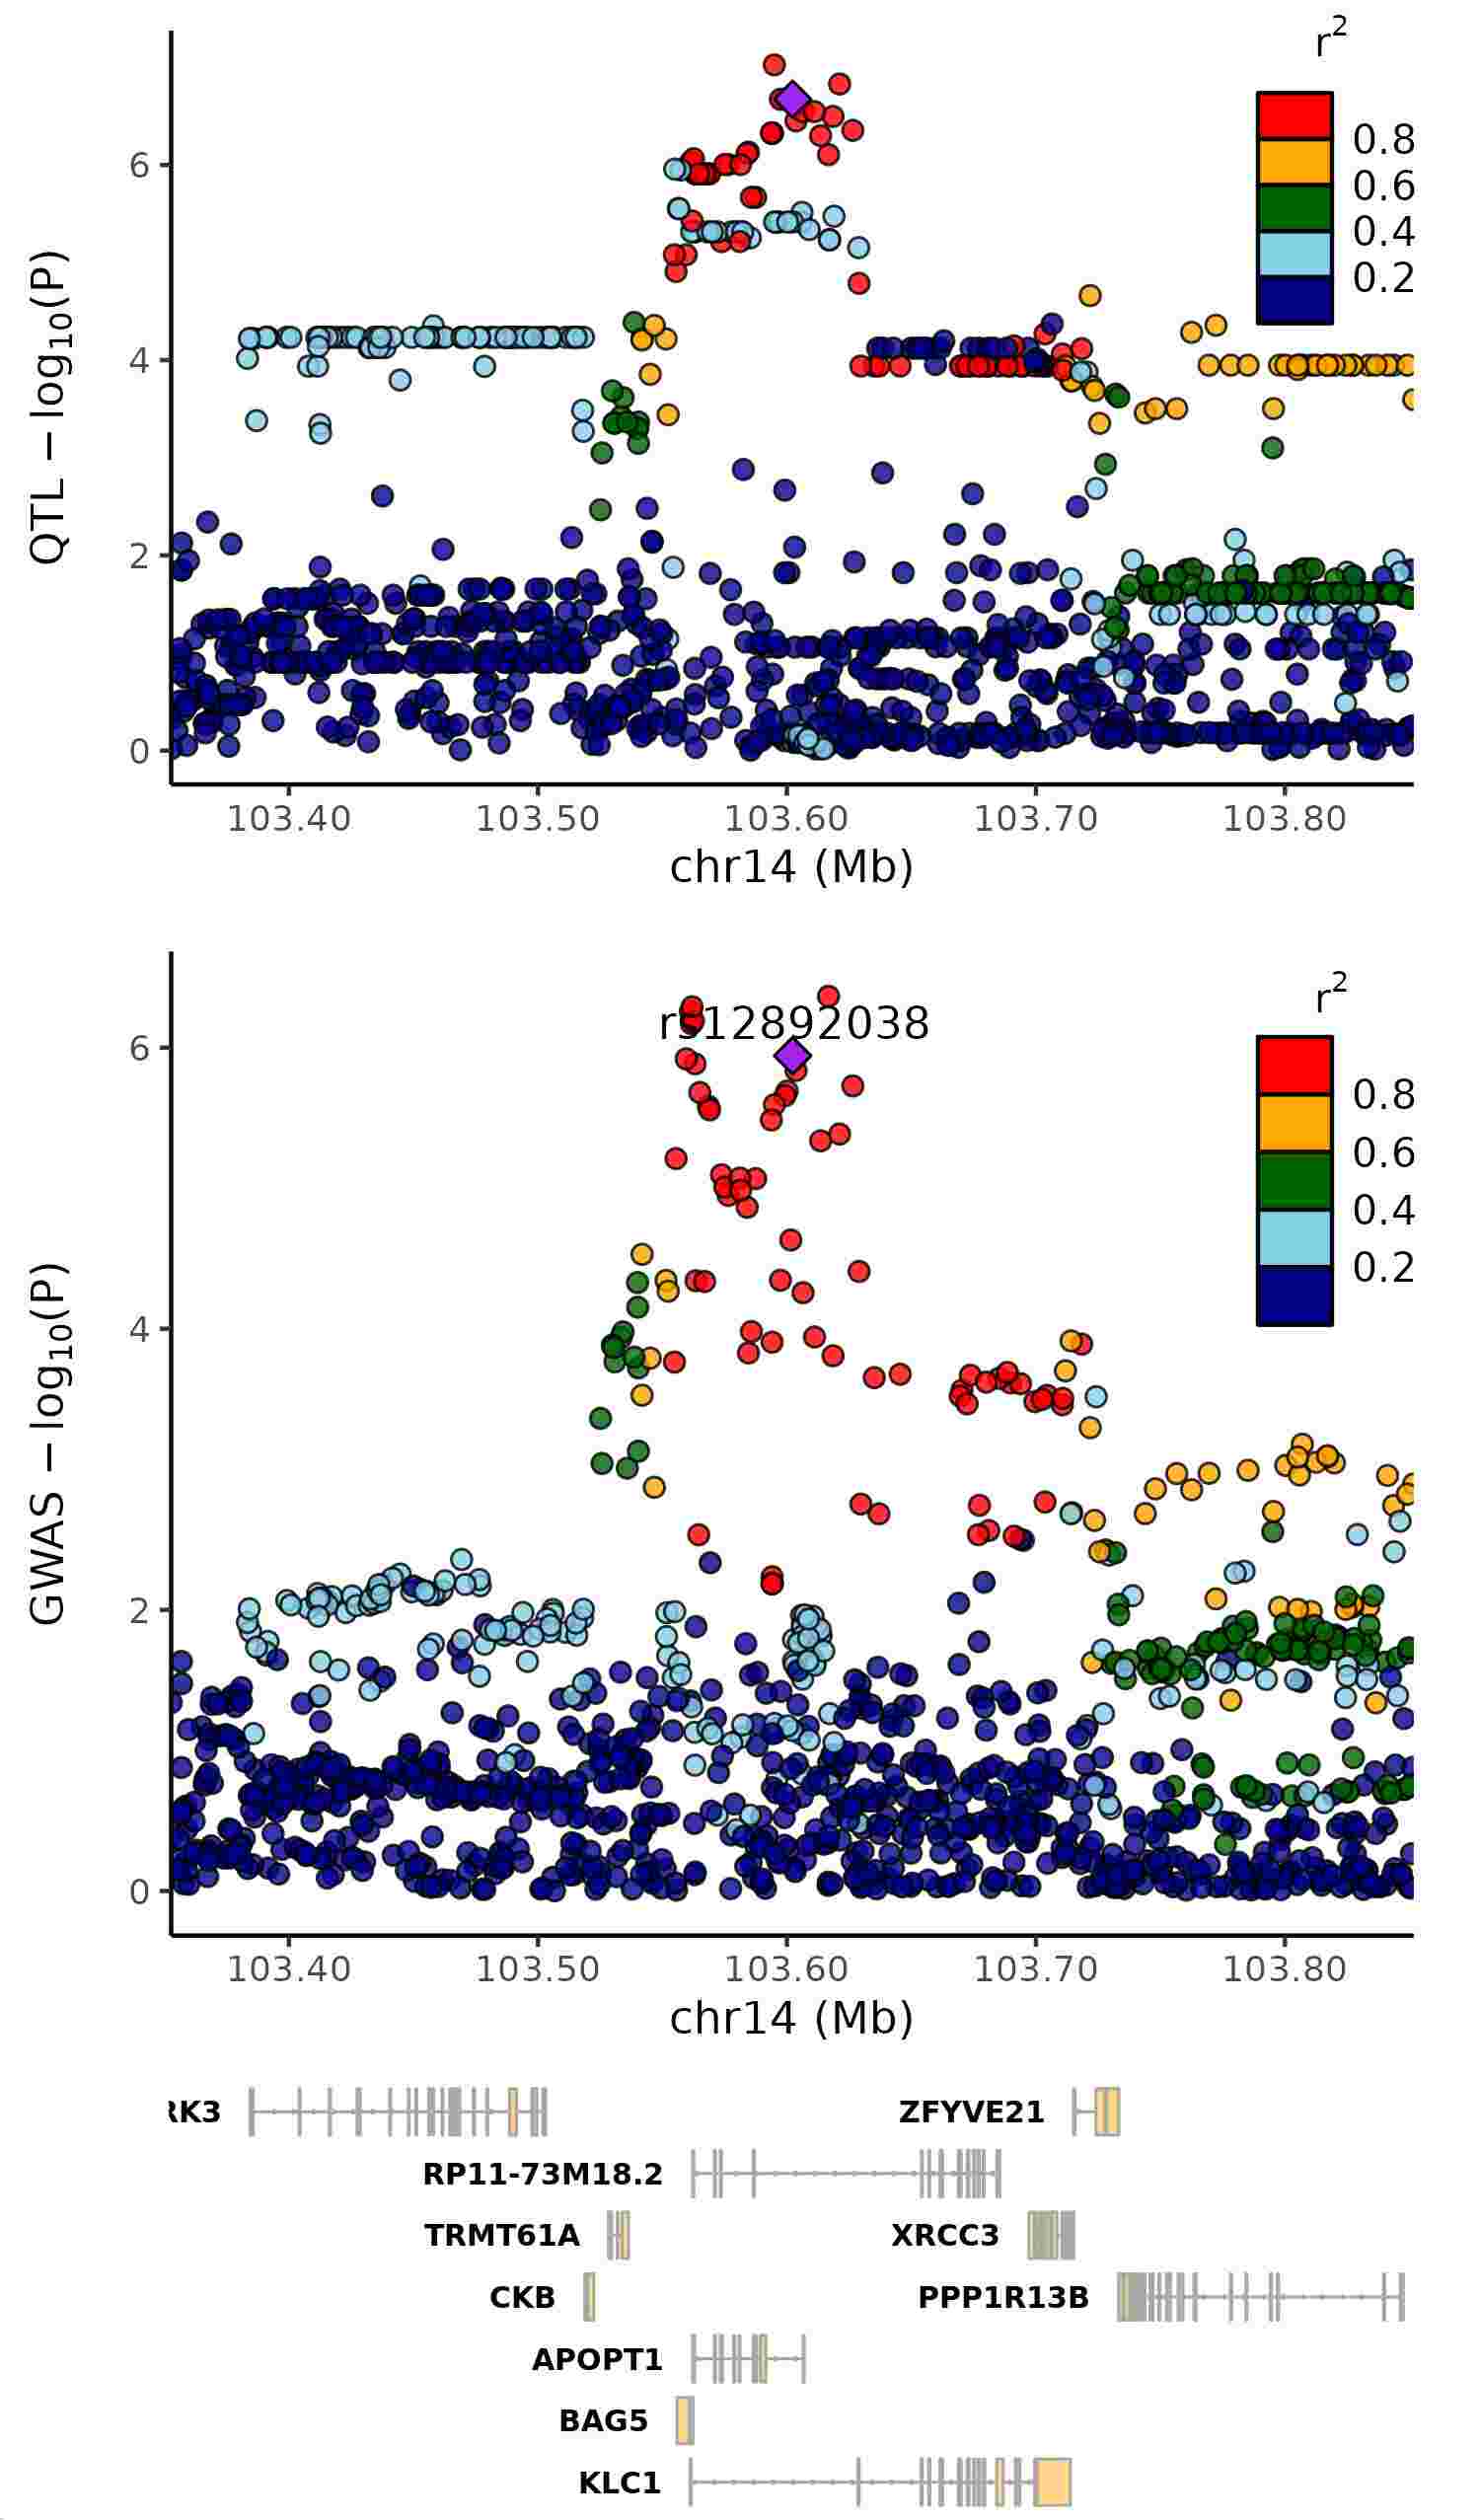 r²
0.8
0.6
0.4
0.2
QTL − log₁₀(P)
6
4
2
0
103.40 103.50 103.60 103.70 103.80
chr14 (Mb)
r²
0.8
0.6
0.4
0.2
GWAS − log₁₀(P)
rs12892038
6
4
2
0
103.40 103.50 103.60 103.70 103.80
chr14 (Mb)
RK3 ZFYVE21
RP11-73M18.2
TRMT61A XRCC3
CKB PPP1R13B
APOPT1
BAG5
KLC1